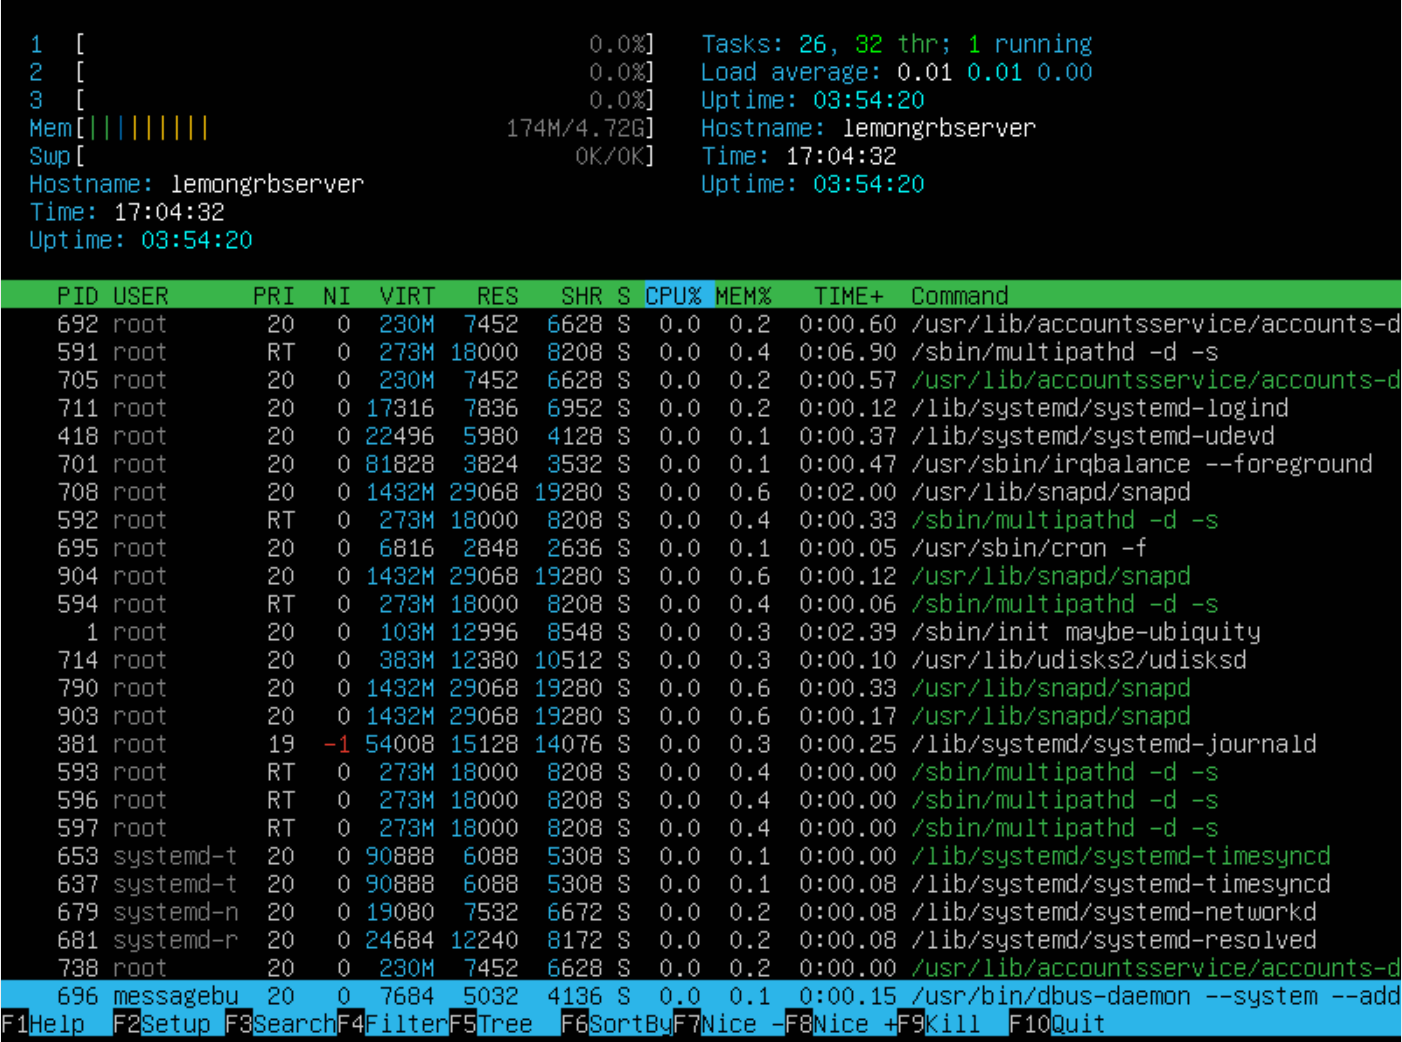 1 [ 0.0%] Tasks: 26, 32 thr; 1 running
2 [ 0.0%] Load average: 0.01 0.01 0.00
3 [ 0.0%] Uptime: 03:54:20
Mem[|||||||||| 174M/4.72G] Hostname: lemongrbserver
Swp[ 0K/0K] Time: 17:04:32
Hostname: lemongrbserver Uptime: 03:54:20
Time: 17:04:32
Uptime: 03:54:20
PID USER PRI NI VIRT RES SHR S CPU% MEM% TIME+ Command
692 root 20 0 230M 7452 6628 S 0.0 0.2 0:00.60 /usr/lib/accountsservice/accounts-d
591 root RT 0 273M 18000 8208 S 0.0 0.4 0:06.90 /sbin/multipathd -d -s
705 root 20 0 230M 7452 6628 S 0.0 0.2 0:00.57 /usr/lib/accountsservice/accounts-d
711 root 20 0 17316 7836 6952 S 0.0 0.2 0:00.12 /lib/systemd/systemd-logind
418 root 20 0 22496 5980 4128 S 0.0 0.1 0:00.37 /lib/systemd/systemd-udevd
701 root 20 0 81828 3824 3532 S 0.0 0.1 0:00.47 /usr/sbin/irqbalance --foreground
708 root 20 0 1432M 29068 19280 S 0.0 0.6 0:02.00 /usr/lib/snapd/snapd
592 root RT 0 273M 18000 8208 S 0.0 0.4 0:00.33 /sbin/multipathd -d -s
695 root 20 0 6816 2848 2636 S 0.0 0.1 0:00.05 /usr/sbin/cron -f
904 root 20 0 1432M 29068 19280 S 0.0 0.6 0:00.12 /usr/lib/snapd/snapd
594 root RT 0 273M 18000 8208 S 0.0 0.4 0:00.06 /sbin/multipathd -d -s
1 root 20 0 103M 12996 8548 S 0.0 0.3 0:02.39 /sbin/init maybe-ubiquity
714 root 20 0 383M 12380 10512 S 0.0 0.3 0:00.10 /usr/lib/udisks2/udisksd
790 root 20 0 1432M 29068 19280 S 0.0 0.6 0:00.33 /usr/lib/snapd/snapd
903 root 20 0 1432M 29068 19280 S 0.0 0.6 0:00.17 /usr/lib/snapd/snapd
381 root 19 -1 54008 15128 14076 S 0.0 0.3 0:00.25 /lib/systemd/systemd-journald
593 root RT 0 273M 18000 8208 S 0.0 0.4 0:00.00 /sbin/multipathd -d -s
596 root RT 0 273M 18000 8208 S 0.0 0.4 0:00.00 /sbin/multipathd -d -s
597 root RT 0 273M 18000 8208 S 0.0 0.4 0:00.00 /sbin/multipathd -d -s
653 systemd-t 20 0 90888 6088 5308 S 0.0 0.1 0:00.00 /lib/systemd/systemd-timesyncd
637 systemd-t 20 0 90888 6088 5308 S 0.0 0.1 0:00.08 /lib/systemd/systemd-timesyncd
679 systemd-n 20 0 19080 7532 6672 S 0.0 0.2 0:00.08 /lib/systemd/systemd-networkd
681 systemd-r 20 0 24684 12240 8172 S 0.0 0.2 0:00.08 /lib/systemd/systemd-resolved
738 root 20 0 230M 7452 6628 S 0.0 0.2 0:00.00 /usr/lib/accountsservice/accounts-d
696 messagebu 20 0 7684 5032 4136 S 0.0 0.1 0:00.15 /usr/bin/dbus-daemon --system --add
F1Help F2Setup F3SearchF4FilterF5Tree F6SortByF7Nice -F8Nice +F9Kill F10Quit